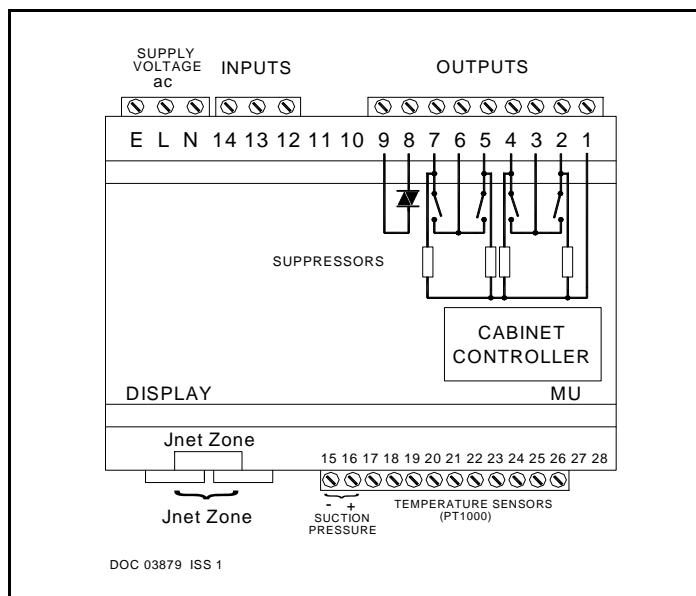 SUPPLY
VOLTAGE
ac
INPUTS
OUTPUTS
E L N 14 13 12 11 10 9 8 7 6 5 4 3 2 1
SUPPRESSORS
CABINET
CONTROLLER
DISPLAY
MU
Jnet Zone
15 16 17 18 19 20 21 22 23 24 25 26 27 28
- +
SUCTION
PRESSURE
TEMPERATURE SENSORS
(PT1000)
Jnet Zone
DOC 03879 ISS 1